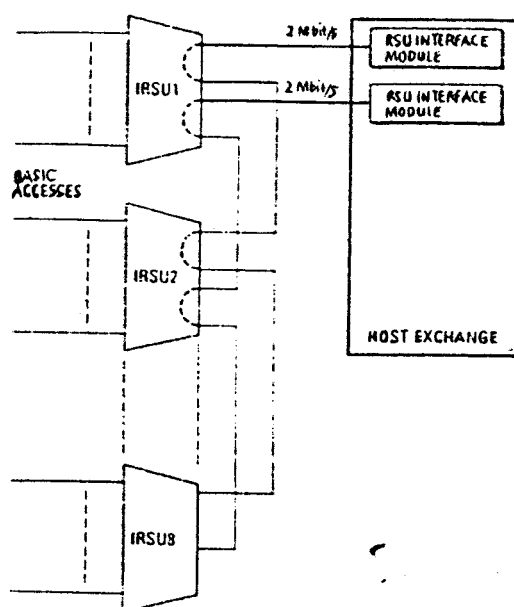 2 Mbit/s
RSU INTERFACE
MODULE
IRSU1
2 Mbit/s
RSU INTERFACE
MODULE
BASIC
ACCESSES
IRSU2
HOST EXCHANGE
IRSU8